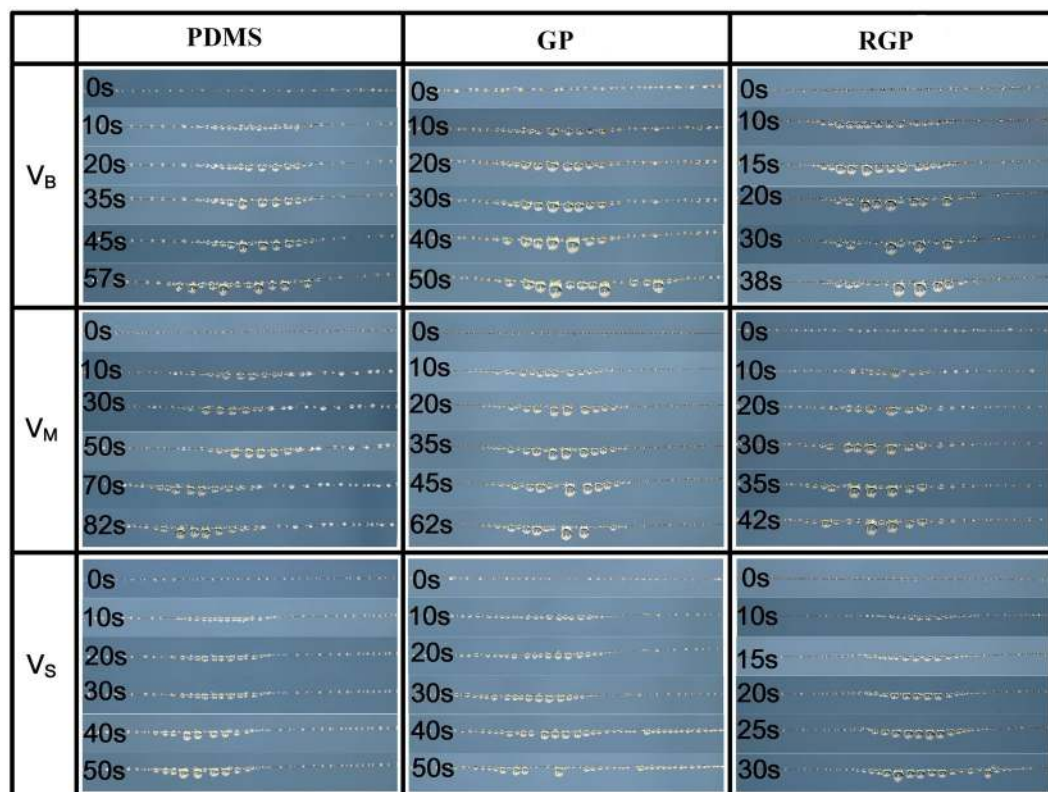 PDMS GP RGP
V_B
0s 0s 0s
10s 10s 10s
20s 20s 15s
35s 30s 20s
45s 40s 30s
57s 50s 38s
V_M
0s 0s 0s
10s 10s 10s
30s 20s 20s
50s 35s 30s
70s 45s 35s
82s 62s 42s
V_S
0s 0s 0s
10s 10s 10s
20s 20s 15s
30s 30s 20s
40s 40s 25s
50s 50s 30s